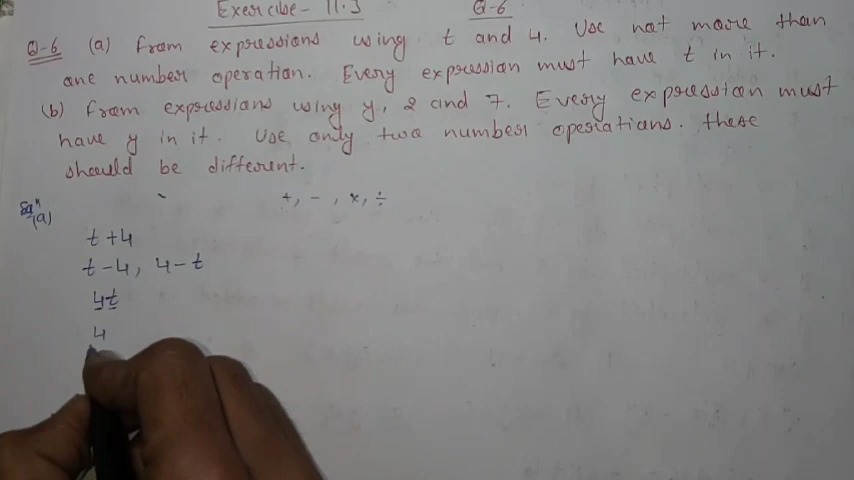 Exercise - 11.3 Q-6
Q-6 (a) From expressions using t and 4. Use not more than
one number operation. Every expression must have t in it.
(b) From expressions using y, 2 and 7. Every expression must
have y in it. Use only two number operations. These
should be different.
Solⁿ +, -, ×, ÷
(a)
t + 4
t - 4, 4 - t
4t
4